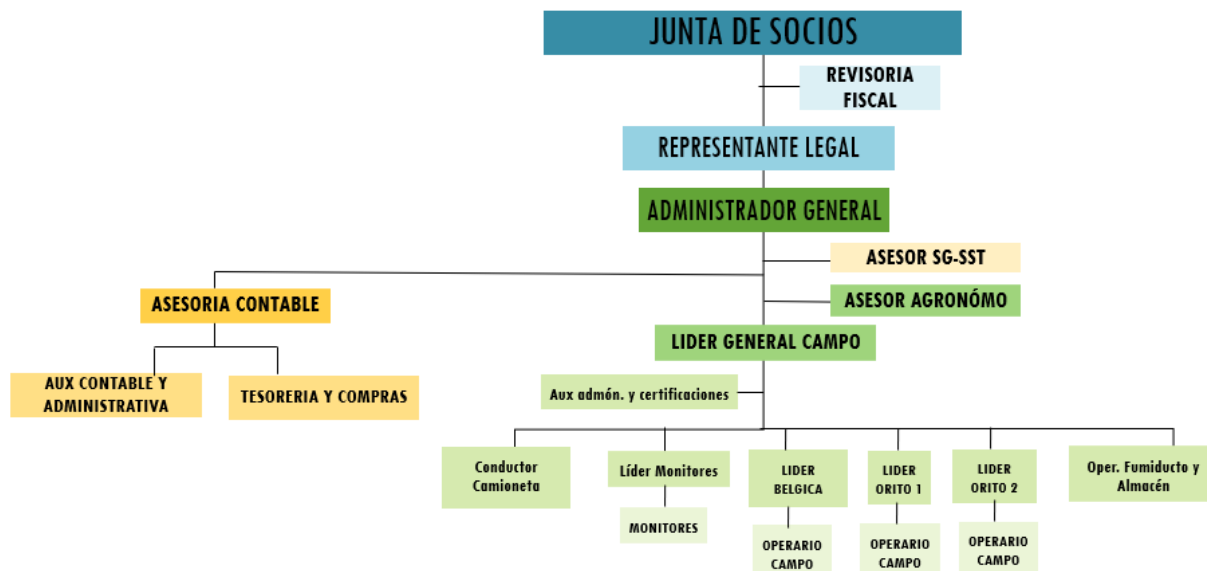 JUNTA DE SOCIOS
REVISORIA
FISCAL
REPRESENTANTE LEGAL
ADMINISTRADOR GENERAL
ASESOR SG-SST
ASESORIA CONTABLE
ASESOR AGRONÓMO
LIDER GENERAL CAMPO
AUX CONTABLE Y
ADMINISTRATIVA
TESORERIA Y COMPRAS
Aux admón. y certificaciones
Conductor
Camioneta
Líder Monitores
LIDER
BELGICA
LIDER
ORITO 1
LIDER
ORITO 2
Oper. Fumiducto y
Almacén
MONITORES
OPERARIO
CAMPO
OPERARIO
CAMPO
OPERARIO
CAMPO